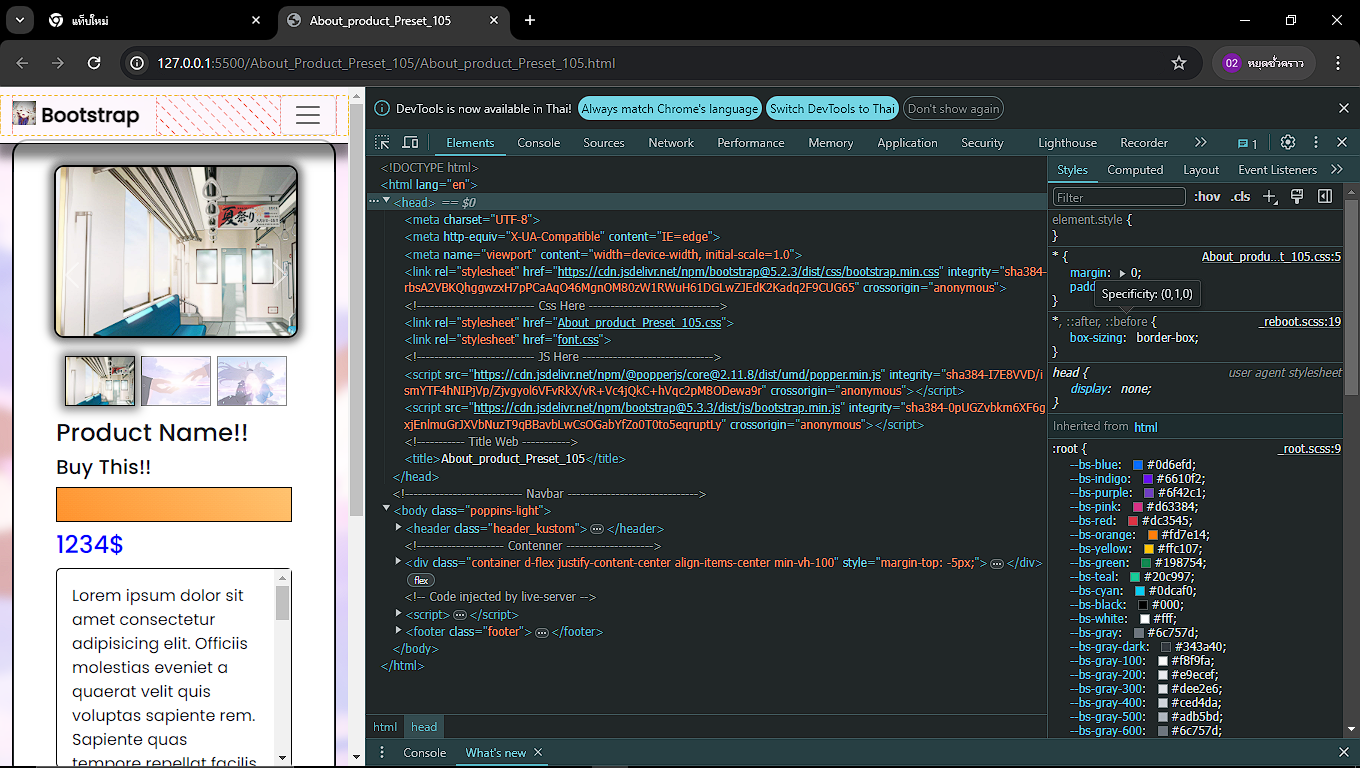 แท็บใหม่
About_product_Preset_105
127.0.0.1:5500/About_Product_Preset_105/About_product_Preset_105.html
02 หยุดชั่วคราว
Bootstrap
夏祭り
Product Name!!
Buy This!!
1234$
Lorem ipsum dolor sit
amet consectetur
adipisicing elit. Officiis
molestias eveniet a
quaerat velit quis
voluptas sapiente rem.
Sapiente quas
tempore repellat facilis
DevTools is now available in Thai! Always match Chrome's language Switch DevTools to Thai Don't show again
Elements Console Sources Network Performance Memory Application Security Lighthouse Recorder 1
<!DOCTYPE html>
<html lang="en">
<head> == $0
<meta charset="UTF-8">
<meta http-equiv="X-UA-Compatible" content="IE=edge">
<meta name="viewport" content="width=device-width, initial-scale=1.0">
<link rel="stylesheet" href="https://cdn.jsdelivr.net/npm/bootstrap@5.2.3/dist/css/bootstrap.min.css" integrity="sha384-
rbsA2VBKQhggwzxH7pPCaAqO46MgnOM80zW1RWuH61DGLwZJEdK2Kadq2F9CUG65" crossorigin="anonymous">
<!-------------------------- Css Here ----------------------------->
<link rel="stylesheet" href="About_product_Preset_105.css">
<link rel="stylesheet" href="font.css">
<!-------------------------- JS Here ----------------------------->
<script src="https://cdn.jsdelivr.net/npm/@popperjs/core@2.11.8/dist/umd/popper.min.js" integrity="sha384-I7E8VVD/i
smYTF4hNIPjVp/Zjvgyol6VFvRkX/vR+Vc4jQkC+hVqc2pM8ODewa9r" crossorigin="anonymous"></script>
<script src="https://cdn.jsdelivr.net/npm/bootstrap@5.3.3/dist/js/bootstrap.min.js" integrity="sha384-0pUGZvbkm6XF6g
xjEnlmuGrJXVbNuzT9qBBavbLwCsOGabYfZo0T0to5eqruptLy" crossorigin="anonymous"></script>
<!----------- Title Web ----------->
<title>About_product_Preset_105</title>
</head>
<!-------------------------- Navbar ----------------------------->
<body class="poppins-light">
<header class="header_kustom"> … </header>
<!-------------------- Contenner -------------------->
<div class="container d-flex justify-content-center align-items-center min-vh-100" style="margin-top: -5px;"> … </div>
flex
<!-- Code injected by live-server -->
<script> … </script>
<footer class="footer"> … </footer>
</body>
</html>
html head
Console What's new
Styles Computed Layout Event Listeners
Filter :hov .cls
element.style {
}
* { About_produ…t_105.css:5
margin: 0;
padd
}
Specificity: (0,1,0)
*, ::after, ::before { _reboot.scss:19
box-sizing: border-box;
}
head { user agent stylesheet
display: none;
}
Inherited from html
:root { _root.scss:9
--bs-blue: #0d6efd;
--bs-indigo: #6610f2;
--bs-purple: #6f42c1;
--bs-pink: #d63384;
--bs-red: #dc3545;
--bs-orange: #fd7e14;
--bs-yellow: #ffc107;
--bs-green: #198754;
--bs-teal: #20c997;
--bs-cyan: #0dcaf0;
--bs-black: #000;
--bs-white: #fff;
--bs-gray: #6c757d;
--bs-gray-dark: #343a40;
--bs-gray-100: #f8f9fa;
--bs-gray-200: #e9ecef;
--bs-gray-300: #dee2e6;
--bs-gray-400: #ced4da;
--bs-gray-500: #adb5bd;
--bs-gray-600: #6c757d;